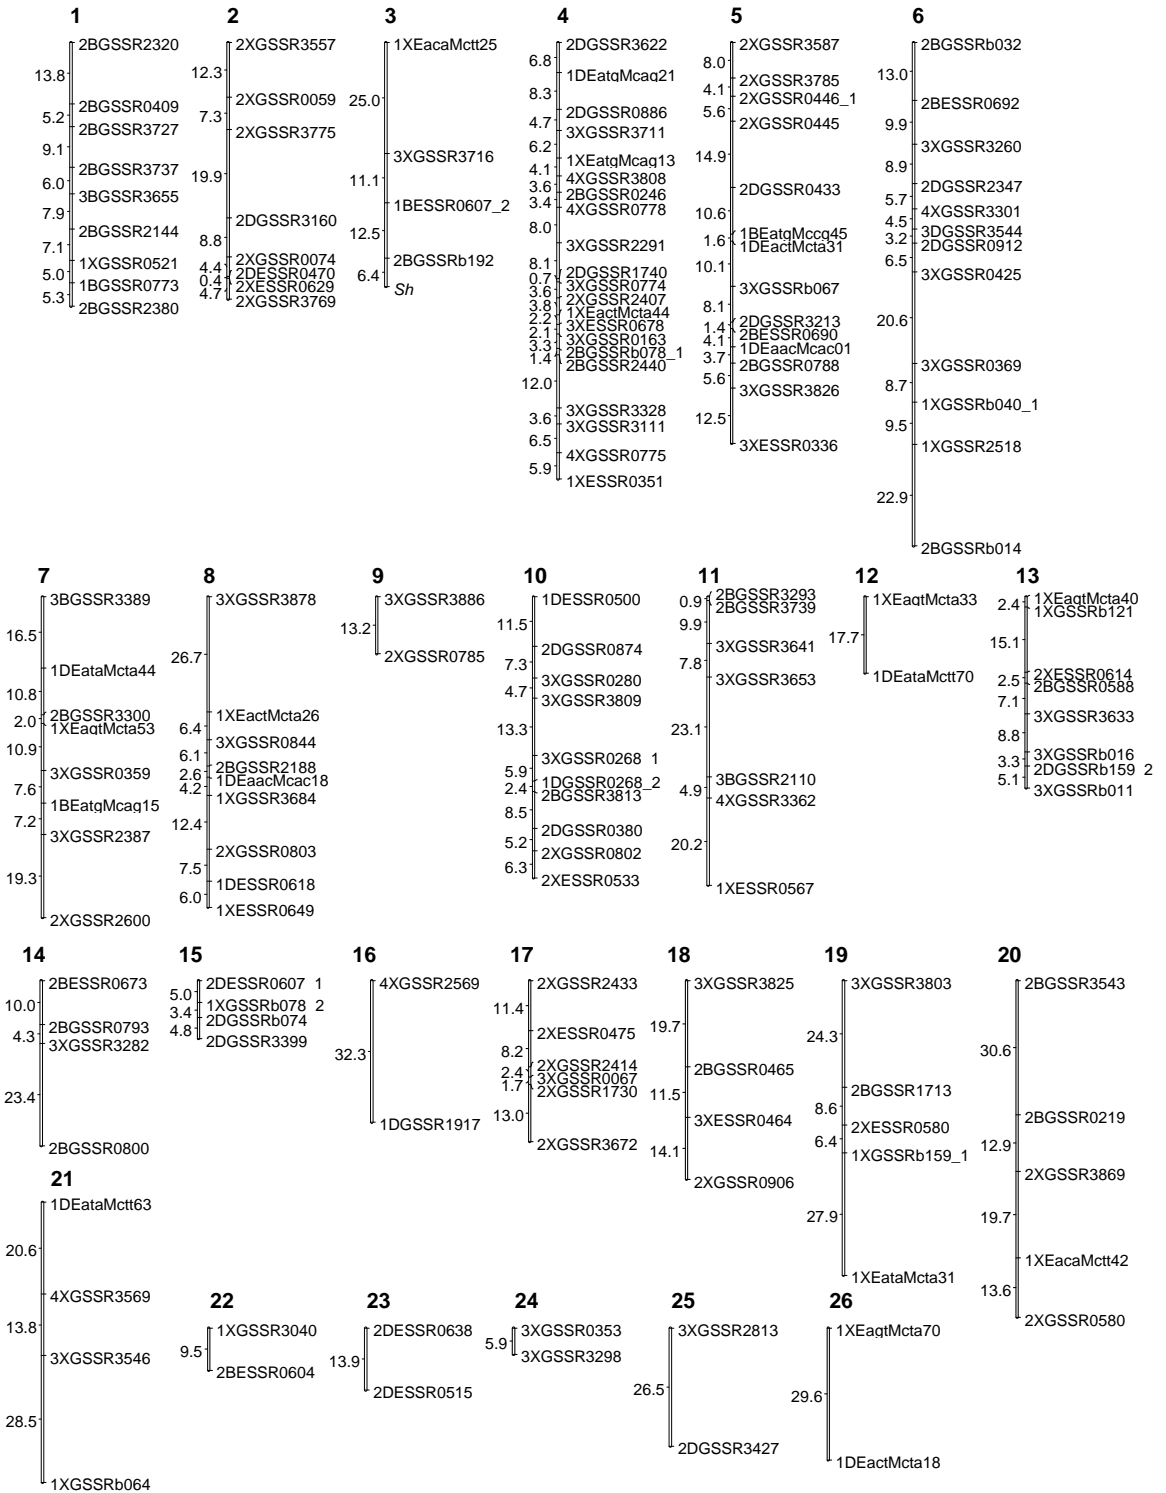 1
2BGSSR2320
13.8
2BGSSR0409
5.2
2BGSSR3727
9.1
2BGSSR3737
6.0
3BGSSR3655
7.9
2BGSSR2144
7.1
1XGSSR0521
5.0
1BGSSR0773
5.3
2BGSSR2380
2
2XGSSR3557
12.3
2XGSSR0059
7.3
2XGSSR3775
19.9
2DGSSR3160
8.8
2XGSSR0074
4.4
2DESSR0470
0.4
2XESSR0629
4.7
2XGSSR3769
3
1XEacaMctt25
25.0
3XGSSR3716
11.1
1BESSR0607_2
12.5
2BGSSRb192
6.4
Sh
4
2DGSSR3622
6.8
1DEatgMcag21
8.3
2DGSSR0886
4.7
3XGSSR3711
6.2
1XEatgMcag13
4.1
4XGSSR3808
3.6
2BGSSR0246
3.4
4XGSSR0778
8.0
3XGSSR2291
8.1
2DGSSR1740
0.7
3XGSSR0774
3.6
2XGSSR2407
3.8
1XEactMcta44
2.2
3XESSR0678
2.1
3XGSSR0163
3.3
2BGSSRb078_1
1.4
2BGSSR2440
12.0
3XGSSR3328
3.6
3XGSSR3111
6.5
4XGSSR0775
5.9
1XESSR0351
5
2XGSSR3587
8.0
2XGSSR3785
4.1
2XGSSR0446_1
5.6
2XGSSR0445
14.9
2DGSSR0433
10.6
1BEatgMccg45
1.6
1DEactMcta31
10.1
3XGSSRb067
8.1
2DGSSR3213
1.4
2BESSR0690
4.1
1DEaacMcac01
3.7
2BGSSR0788
5.6
3XGSSR3826
12.5
3XESSR0336
6
2BGSSRb032
13.0
2BESSR0692
9.9
3XGSSR3260
8.9
2DGSSR2347
5.7
4XGSSR3301
4.5
3DGSSR3544
3.2
2DGSSR0912
6.5
3XGSSR0425
20.6
3XGSSR0369
8.7
1XGSSRb040_1
9.5
1XGSSR2518
22.9
2BGSSRb014
7
3BGSSR3389
16.5
1DEataMcta44
10.8
2BGSSR3300
2.0
1XEagtMcta53
10.9
3XGSSR0359
7.6
1BEatgMcag15
7.2
3XGSSR2387
19.3
2XGSSR2600
8
3XGSSR3878
26.7
1XEactMcta26
6.4
3XGSSR0844
6.1
2BGSSR2188
2.6
1DEaacMcac18
4.2
1XGSSR3684
12.4
2XGSSR0803
7.5
1DESSR0618
6.0
1XESSR0649
9
3XGSSR3886
13.2
2XGSSR0785
10
1DESSR0500
11.5
2DGSSR0874
7.3
3XGSSR0280
4.7
3XGSSR3809
13.3
3XGSSR0268_1
5.9
1DGSSR0268_2
2.4
2BGSSR3813
8.5
2DGSSR0380
5.2
2XGSSR0802
6.3
2XESSR0533
11
2BGSSR3293
0.9
2BGSSR3739
9.9
3XGSSR3641
7.8
3XGSSR3653
23.1
3BGSSR2110
4.9
4XGSSR3362
20.2
1XESSR0567
12
1XEagtMcta33
17.7
1DEataMctt70
13
1XEagtMcta40
2.4
1XGSSRb121
15.1
2XESSR0614
2.5
2BGSSR0588
7.1
3XGSSR3633
8.8
3XGSSRb016
3.3
2DGSSRb159_2
5.1
3XGSSRb011
14
2BESSR0673
10.0
2BGSSR0793
4.3
3XGSSR3282
23.4
2BGSSR0800
15
2DESSR0607_1
5.0
1XGSSRb078_2
3.4
2DGSSRb074
4.8
2DGSSR3399
16
4XGSSR2569
32.3
1DGSSR1917
17
2XGSSR2433
11.4
2XESSR0475
8.2
2XGSSR2414
2.4
3XGSSR0067
1.7
2XGSSR1730
13.0
2XGSSR3672
18
3XGSSR3825
19.7
2BGSSR0465
11.5
3XESSR0464
14.1
2XGSSR0906
19
3XGSSR3803
24.3
2BGSSR1713
8.6
2XESSR0580
6.4
1XGSSRb159_1
27.9
1XEataMcta31
20
2BGSSR3543
30.6
2BGSSR0219
12.9
2XGSSR3869
19.7
1XEacaMctt42
13.6
2XGSSR0580
21
1DEataMctt63
20.6
4XGSSR3569
13.8
3XGSSR3546
28.5
1XGSSRb064
22
1XGSSR3040
9.5
2BESSR0604
23
2DESSR0638
13.9
2DESSR0515
24
3XGSSR0353
5.9
3XGSSR3298
25
3XGSSR2813
26.5
2DGSSR3427
26
1XEagtMcta70
29.6
1DEactMcta18